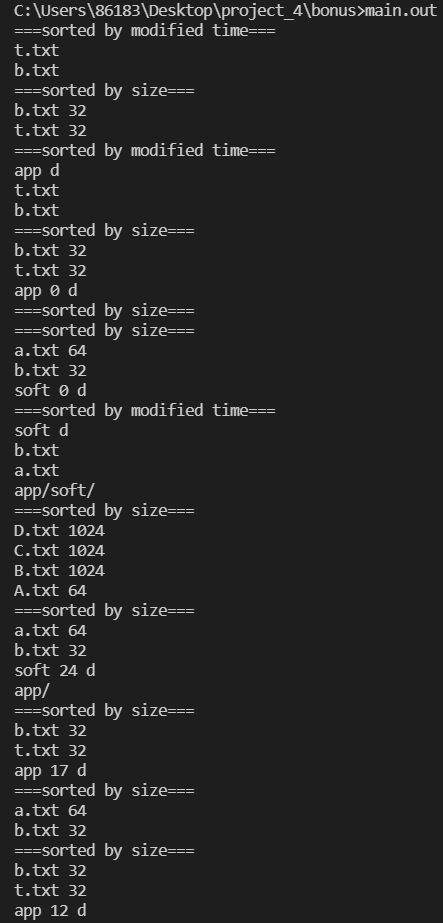 C:\Users\86183\Desktop\project_4\bonus>main.out
===sorted by modified time===
t.txt
b.txt
===sorted by size===
b.txt 32
t.txt 32
===sorted by modified time===
app d
t.txt
b.txt
===sorted by size===
b.txt 32
t.txt 32
app 0 d
===sorted by size===
===sorted by size===
a.txt 64
b.txt 32
soft 0 d
===sorted by modified time===
soft d
b.txt
a.txt
app/soft/
===sorted by size===
D.txt 1024
C.txt 1024
B.txt 1024
A.txt 64
===sorted by size===
a.txt 64
b.txt 32
soft 24 d
app/
===sorted by size===
b.txt 32
t.txt 32
app 17 d
===sorted by size===
a.txt 64
b.txt 32
===sorted by size===
b.txt 32
t.txt 32
app 12 d